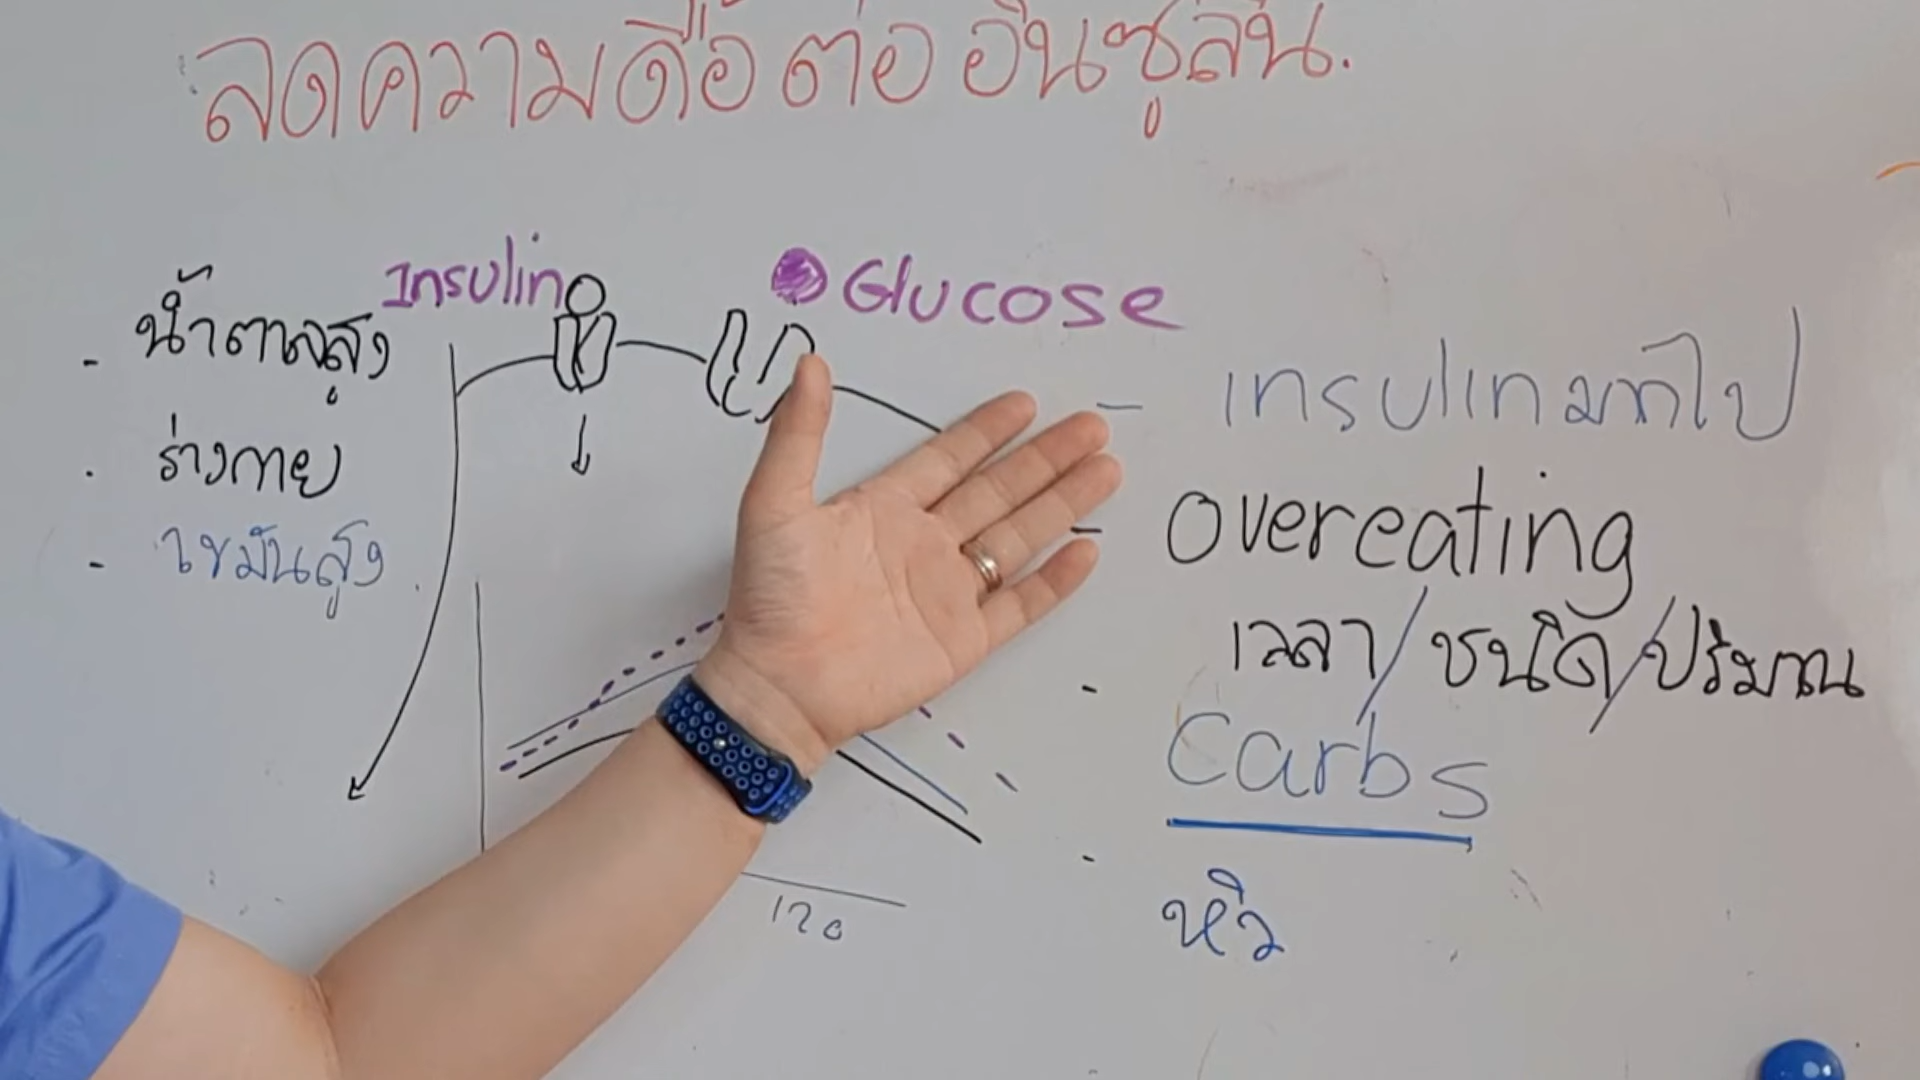 ลดความดื้อต่ออินซูลิน.
Insulin
Glucose
- น้ำตาลสูง
. ร่างกาย
- ไขมันสูง
- insulinมากไป
- overeating
เวลา/ชนิด/ปริมาณ
- Carbs
- หิว
120